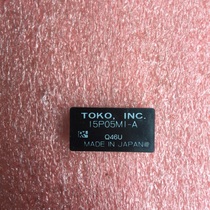 TOKO, INC.
15P05M1-A
Q46U
MADE IN JAPAN@